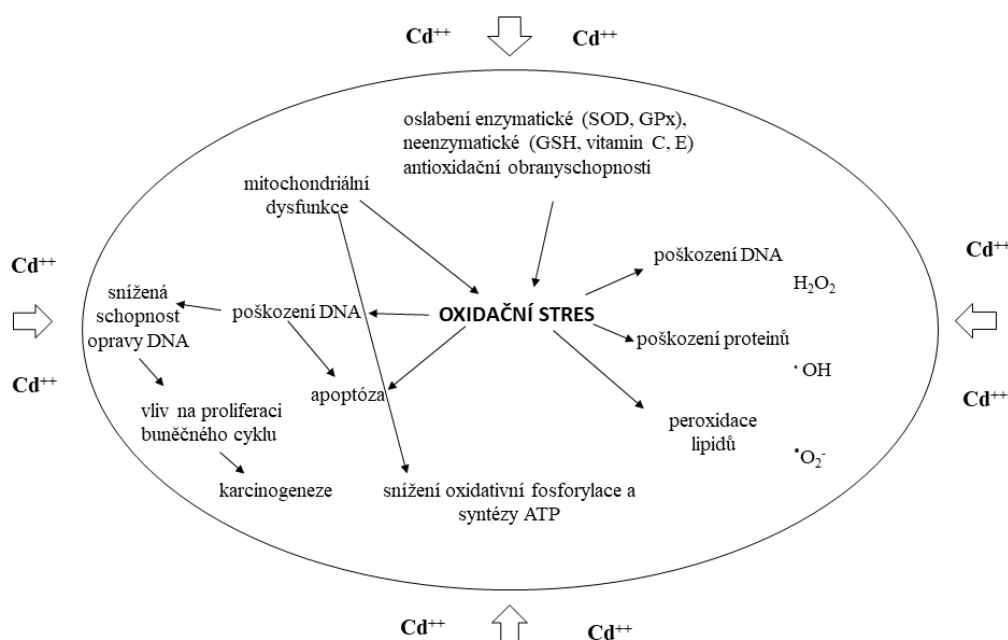 Cd⁺⁺ Cd⁺⁺
oslabení enzymatické (SOD, GPx),
neenzymatické (GSH, vitamin C, E)
antioxidační obranyschopnosti
mitochondriální
dysfunkce
Cd⁺⁺
Cd⁺⁺
poškození DNA
H₂O₂
snížená
schopnost
opravy DNA
poškození DNA
OXIDAČNÍ STRES
poškození proteinů
· OH
Cd⁺⁺
Cd⁺⁺
apoptóza
vliv na proliferaci
buněčného cyklu
peroxidace
lipidů
•O₂⁻
karcinogeneze
snížení oxidativní fosforylace a
syntézy ATP
Cd⁺⁺ Cd⁺⁺